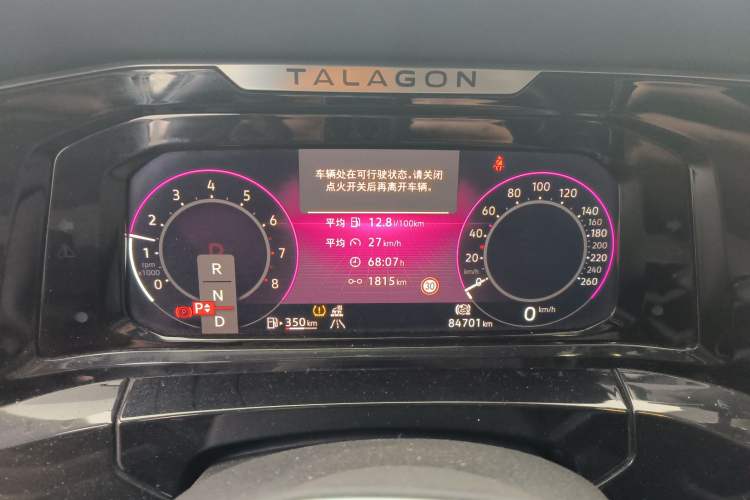 TALAGON
车辆处在可行驶状态。请关闭
点火开关后再离开车辆。
平均 12.8 l/100km
平均 27 km/h
68:07 h
1815 km
30
0 1 2 3 4 5 6 7 8
rpm
x1000
P
R
N
D
P
0 20 40 60 80 100 120 140 160 180 200 220 240 260
350 km
84701 km
0 km/h